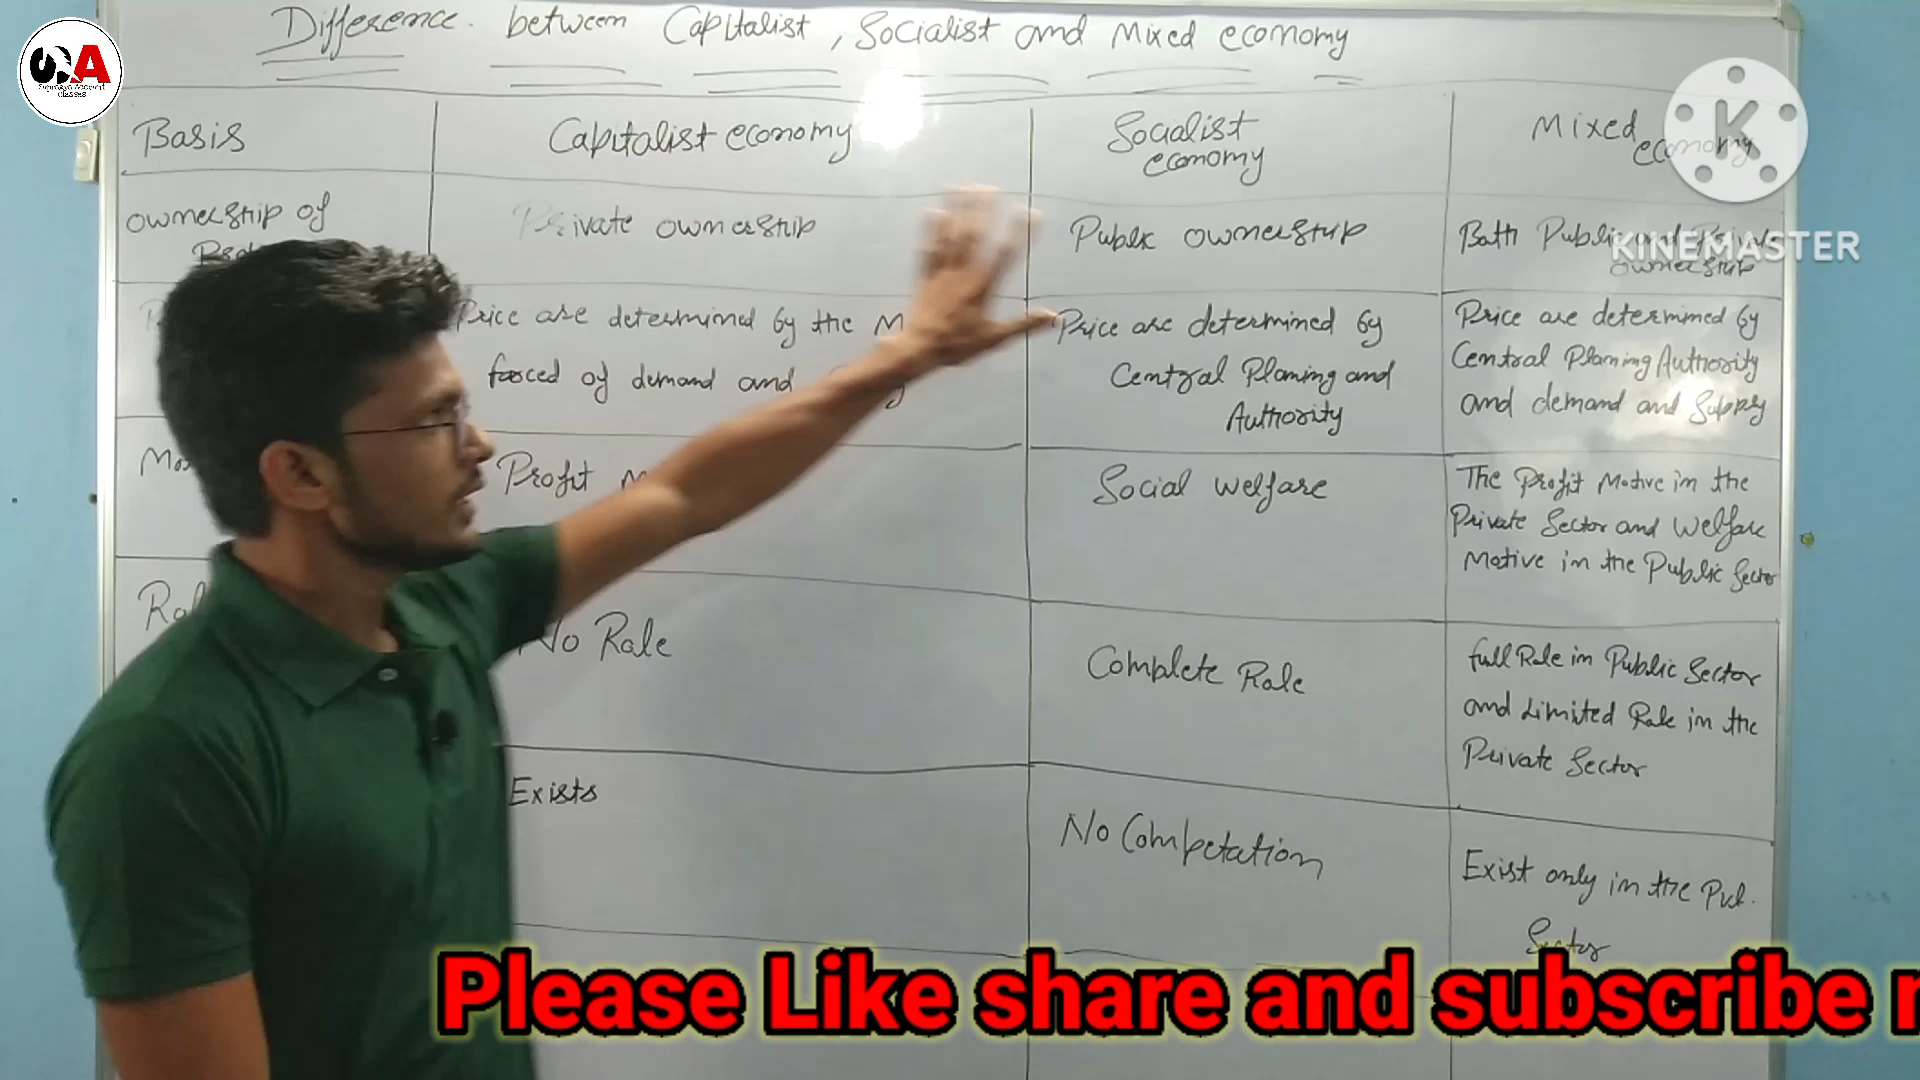 Difference between Capitalist, Socialist and Mixed economy
Basis
Capitalist economy
Socialist
economy
Mixed
economy
ownership of
Private ownership
Public ownership
Both Public and Private
ownership
Price are determined by the
forced of demand and
Price are determined by
Central Planing and
Authority
Price are determined by
Central Planing Authority
and demand and Supply
Profit
Social welfare
The Profit Motive in the
Private Sector and Welfare
Motive in the Public Sector
No Role
Complete Role
full Role in Public Sector
and Limited Role in the
Private Sector
Exists
No Competation
Exist only in the Pvt.
Sector
SA
classes
K
KINEMASTER
Please Like share and subscribe